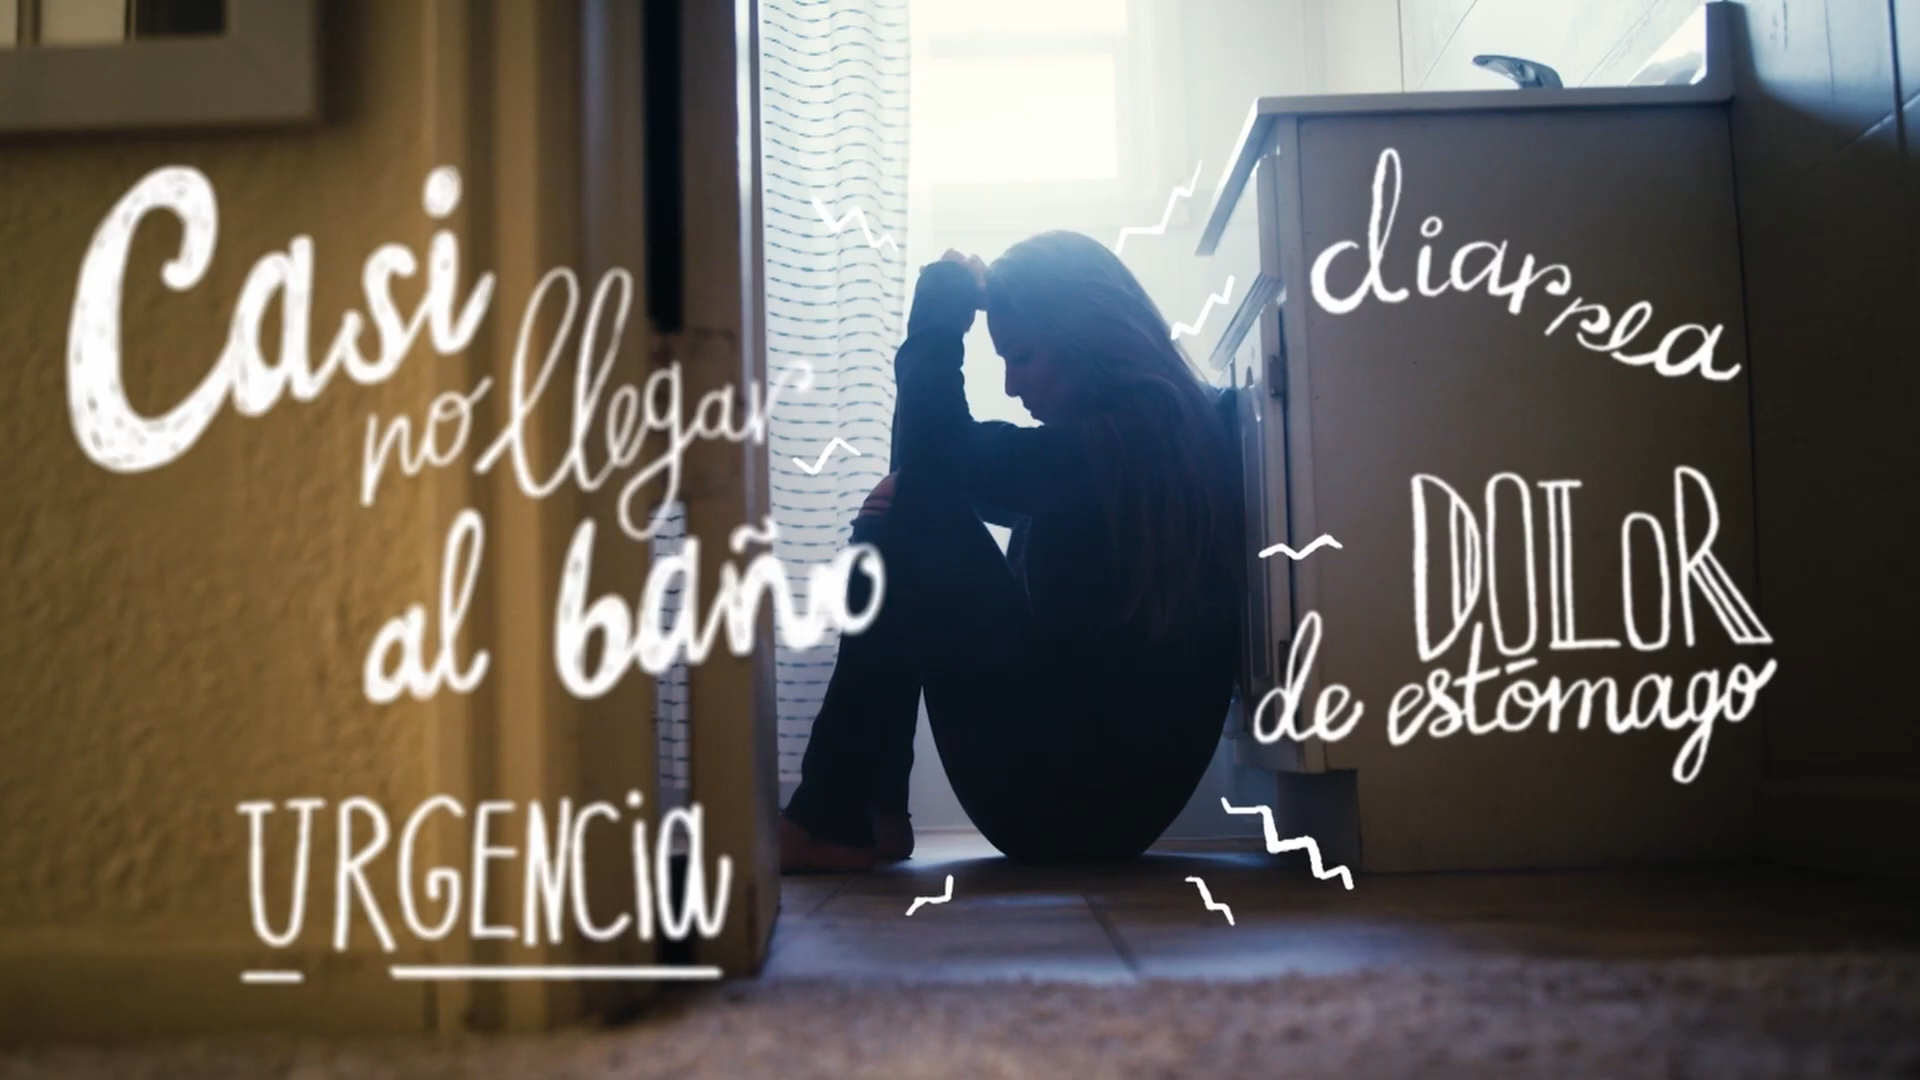 Casi
no llegar
al baño
URGENCia
diarrea
DOLOR
de estómago